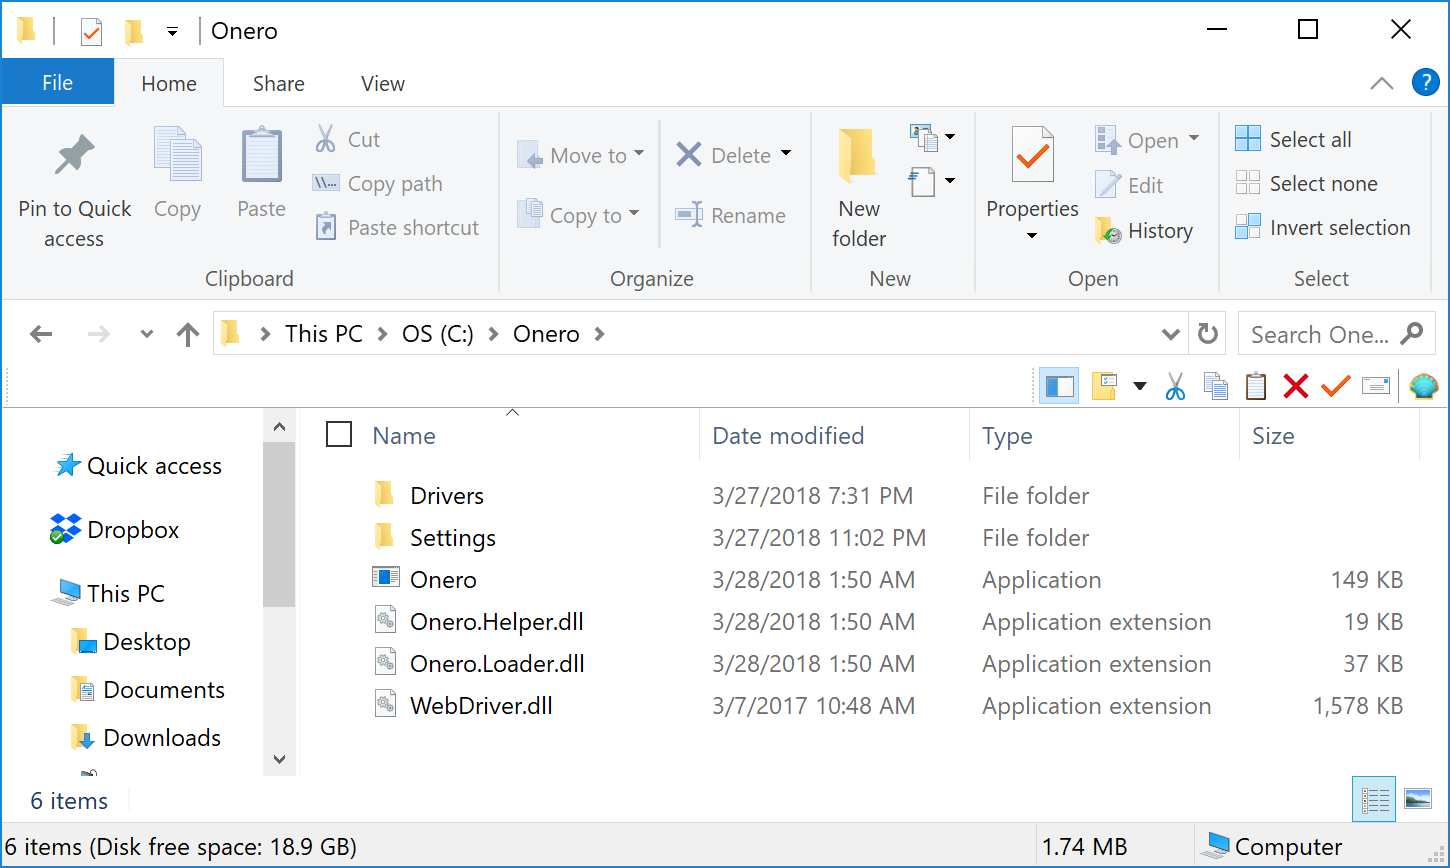 Onero
File Home Share View
?
Pin to Quick access
Copy
Paste
Cut
Copy path
Paste shortcut
Clipboard
Move to
Copy to
Delete
Rename
Organize
New folder
New
Properties
Open
Edit
History
Open
Select all
Select none
Invert selection
Select
This PC OS (C:) Onero
Search One...
Name Date modified Type Size
Quick access
Dropbox
This PC
Desktop
Documents
Downloads
Drivers 3/27/2018 7:31 PM File folder
Settings 3/27/2018 11:02 PM File folder
Onero 3/28/2018 1:50 AM Application 149 KB
Onero.Helper.dll 3/28/2018 1:50 AM Application extension 19 KB
Onero.Loader.dll 3/28/2018 1:50 AM Application extension 37 KB
WebDriver.dll 3/7/2017 10:48 AM Application extension 1,578 KB
6 items
6 items (Disk free space: 18.9 GB) 1.74 MB Computer